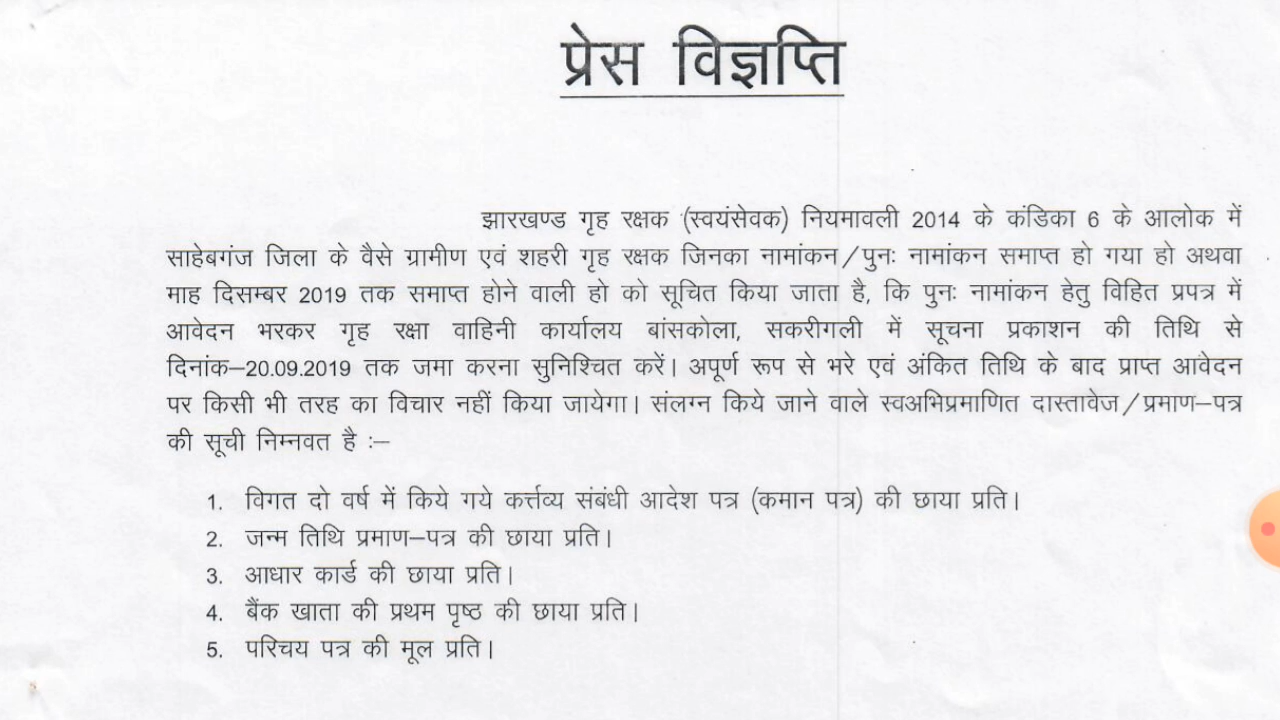 प्रेस विज्ञप्ति
झारखण्ड गृह रक्षक (स्वयंसेवक) नियमावली 2014 के कंडिका 6 के आलोक में
साहेबगंज जिला के वैसे ग्रामीण एवं शहरी गृह रक्षक जिनका नामांकन/पुनः नामांकन समाप्त हो गया हो अथवा
माह दिसम्बर 2019 तक समाप्त होने वाली हो को सूचित किया जाता है, कि पुनः नामांकन हेतु विहित प्रपत्र में
आवेदन भरकर गृह रक्षा वाहिनी कार्यालय बांसकोला, सकरीगली में सूचना प्रकाशन की तिथि से
दिनांक–20.09.2019 तक जमा करना सुनिश्चित करें। अपूर्ण रूप से भरे एवं अंकित तिथि के बाद प्राप्त आवेदन
पर किसी भी तरह का विचार नहीं किया जायेगा। संलग्न किये जाने वाले स्वअभिप्रमाणित दास्तावेज/प्रमाण–पत्र
की सूची निम्नवत है :–
1. विगत दो वर्ष में किये गये कर्त्तव्य संबंधी आदेश पत्र (कमान पत्र) की छाया प्रति।
2. जन्म तिथि प्रमाण–पत्र की छाया प्रति।
3. आधार कार्ड की छाया प्रति।
4. बैंक खाता की प्रथम पृष्ठ की छाया प्रति।
5. परिचय पत्र की मूल प्रति।